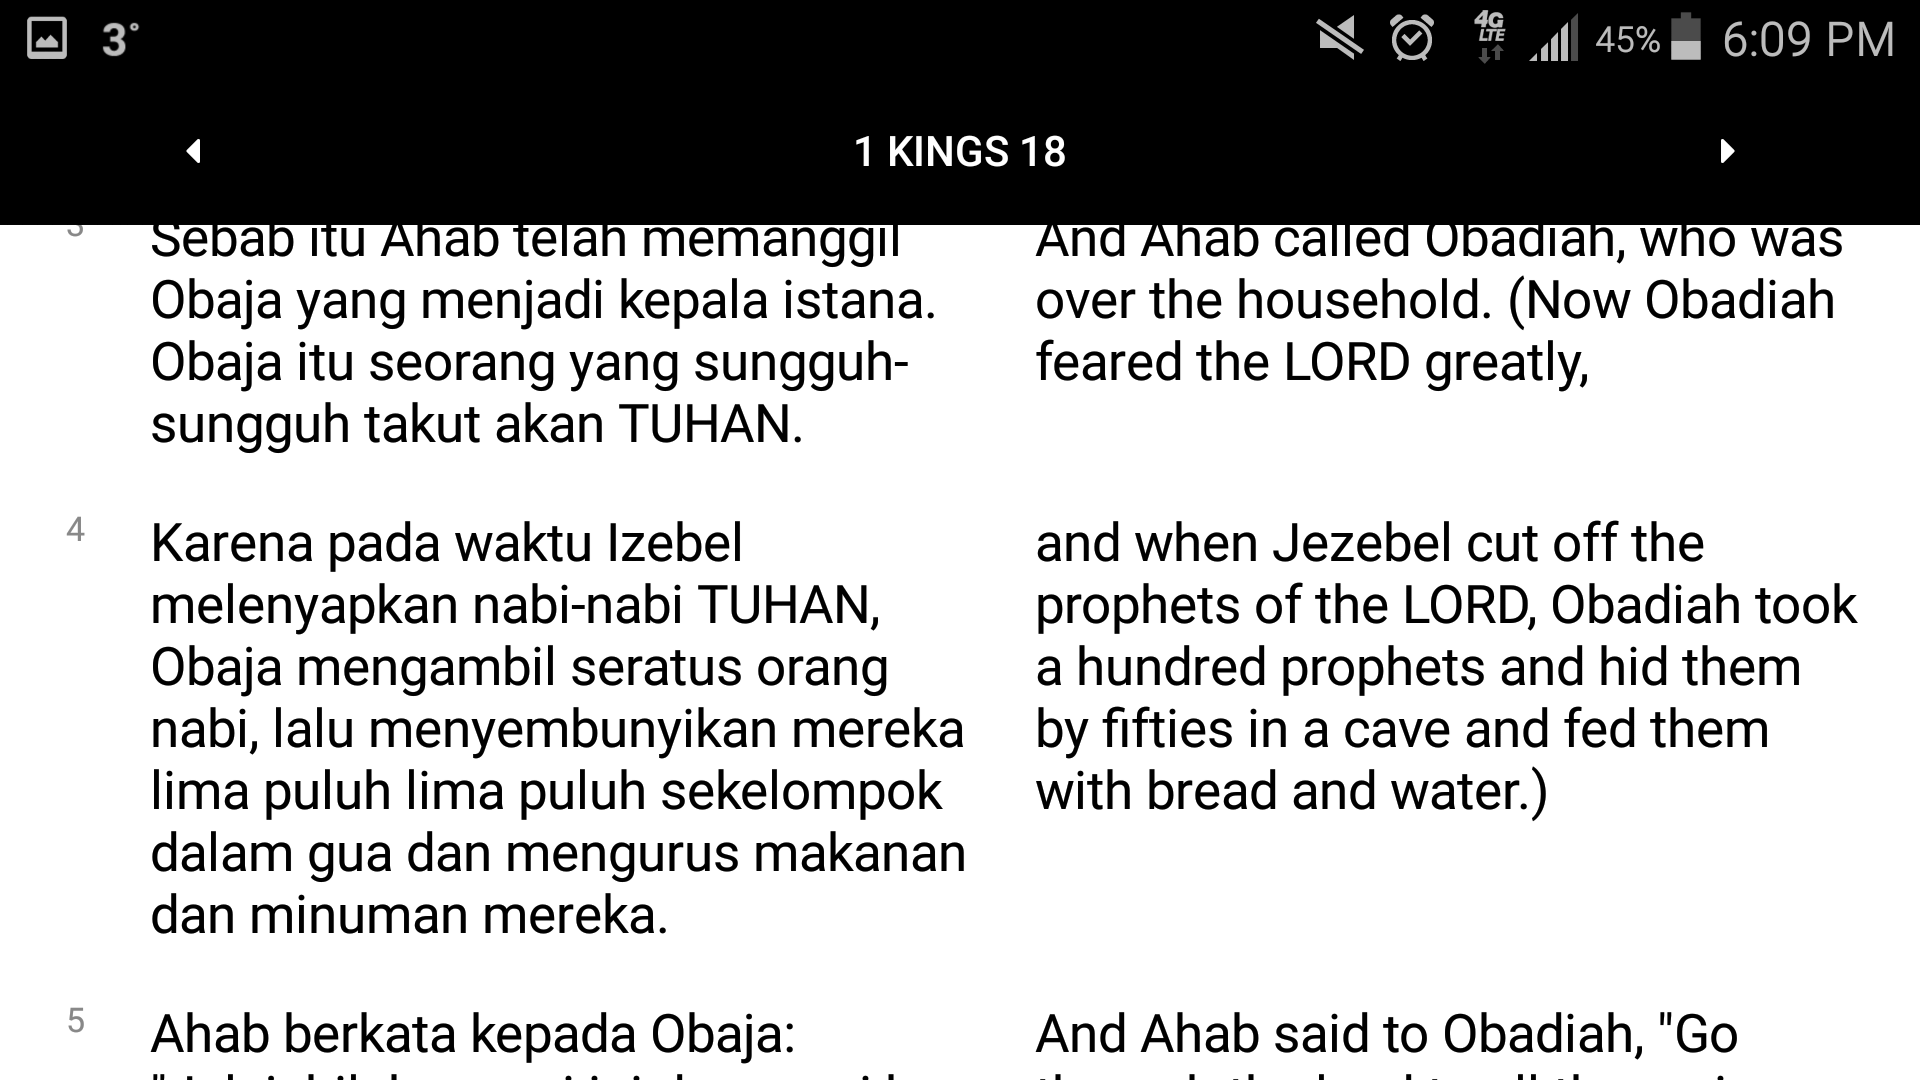 3°
4G
LTE
45%
6:09 PM
1 KINGS 18
3
Sebab itu Ahab telah memanggil
Obaja yang menjadi kepala istana.
Obaja itu seorang yang sungguh-
sungguh takut akan TUHAN.
And Ahab called Obadiah, who was
over the household. (Now Obadiah
feared the LORD greatly,
4
Karena pada waktu Izebel
melenyapkan nabi-nabi TUHAN,
Obaja mengambil seratus orang
nabi, lalu menyembunyikan mereka
lima puluh lima puluh sekelompok
dalam gua dan mengurus makanan
dan minuman mereka.
and when Jezebel cut off the
prophets of the LORD, Obadiah took
a hundred prophets and hid them
by fifties in a cave and fed them
with bread and water.)
5
Ahab berkata kepada Obaja:
And Ahab said to Obadiah, "Go